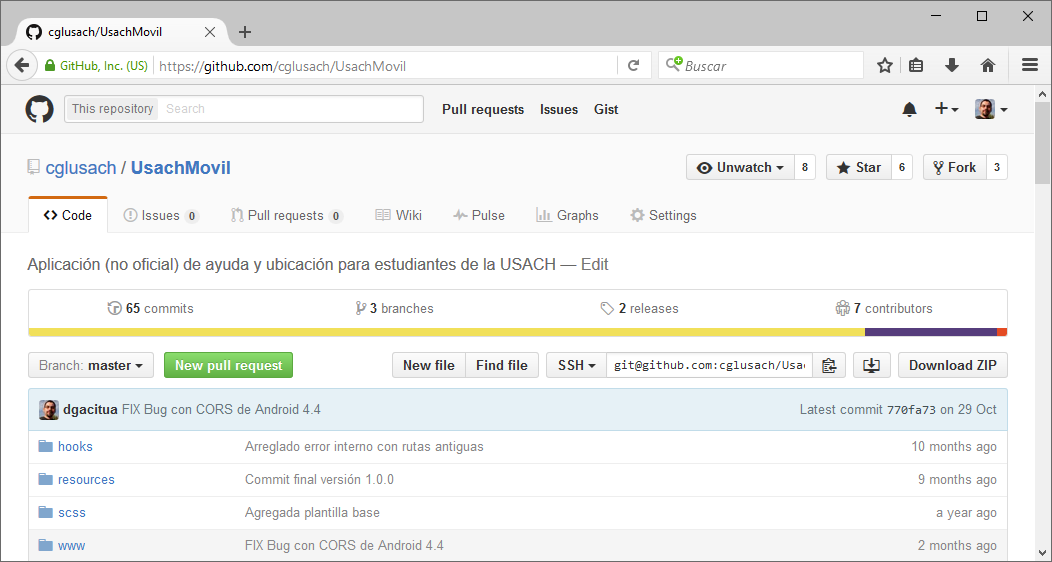 cglusach/UsachMovil
GitHub, Inc. (US) https://github.com/cglusach/UsachMovil Buscar
This repository Search Pull requests Issues Gist
cglusach / UsachMovil Unwatch 8 Star 6 Fork 3
Code Issues 0 Pull requests 0 Wiki Pulse Graphs Settings
Aplicación (no oficial) de ayuda y ubicación para estudiantes de la USACH — Edit
65 commits 3 branches 2 releases 7 contributors
Branch: master New pull request New file Find file SSH git@github.com:cglusach/Usac Download ZIP
dgacitua FIX Bug con CORS de Android 4.4 Latest commit 770fa73 on 29 Oct
hooks Arreglado error interno con rutas antiguas 10 months ago
resources Commit final versión 1.0.0 9 months ago
scss Agregada plantilla base a year ago
www FIX Bug con CORS de Android 4.4 2 months ago